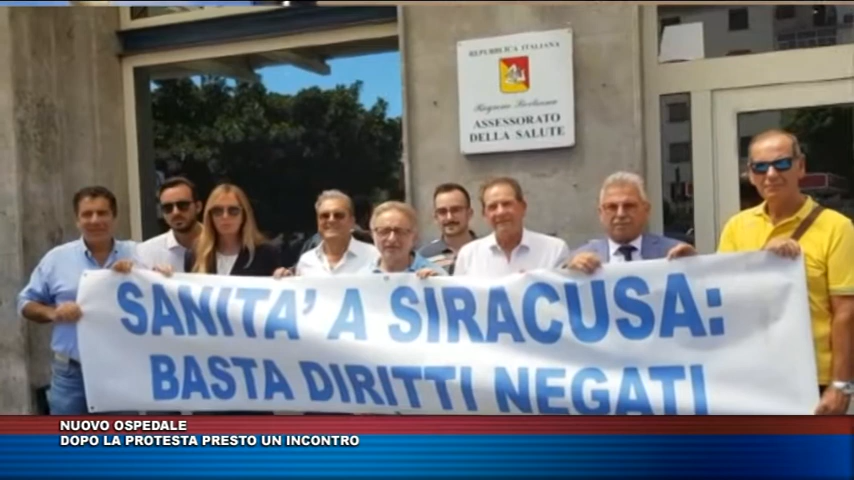 REPUBBLICA ITALIANA
Regione Siciliana
ASSESSORATO
DELLA SALUTE
SANITA' A SIRACUSA:
BASTA DIRITTI NEGATI
NUOVO OSPEDALE
DOPO LA PROTESTA PRESTO UN INCONTRO